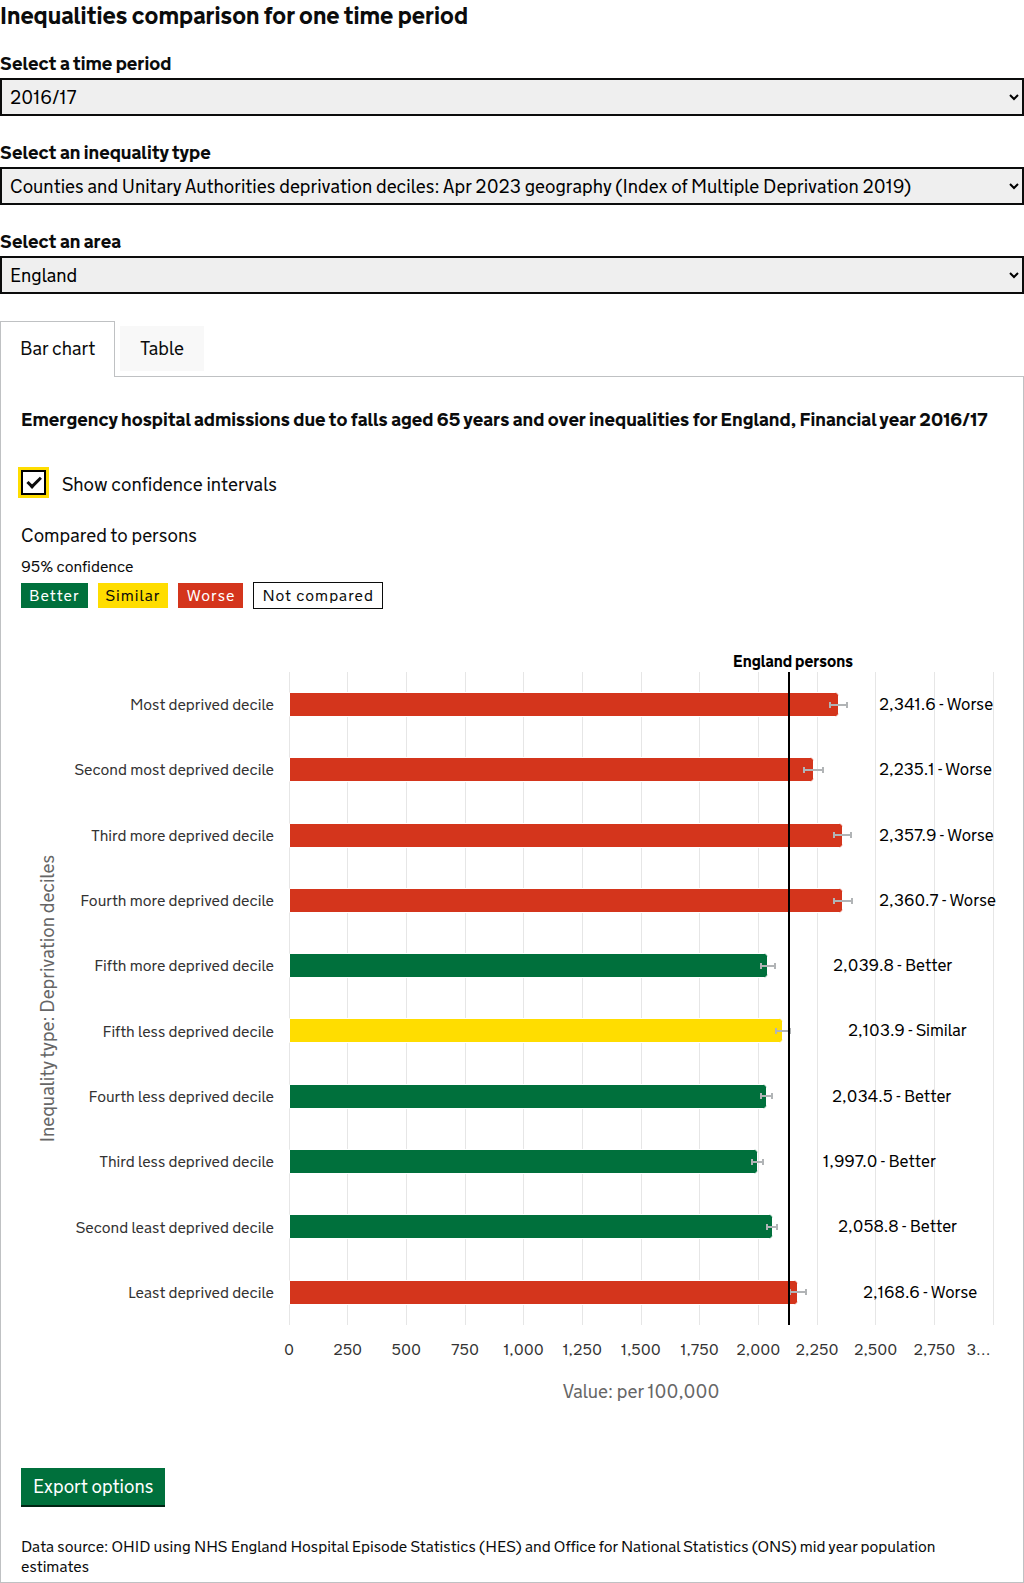 Inequalities comparison for one time period
Select a time period
2016/17
Select an inequality type
Counties and Unitary Authorities deprivation deciles: Apr 2023 geography (Index of Multiple Deprivation 2019)
Select an area
England
Bar chart
Table
Emergency hospital admissions due to falls aged 65 years and over inequalities for England, Financial year 2016/17
Show confidence intervals
Compared to persons
95% confidence
Better Similar Worse Not compared
England persons
Most deprived decile 2,341.6 - Worse
Second most deprived decile 2,235.1 - Worse
Third more deprived decile 2,357.9 - Worse
Fourth more deprived decile 2,360.7 - Worse
Fifth more deprived decile 2,039.8 - Better
Fifth less deprived decile 2,103.9 - Similar
Fourth less deprived decile 2,034.5 - Better
Third less deprived decile 1,997.0 - Better
Second least deprived decile 2,058.8 - Better
Least deprived decile 2,168.6 - Worse
Inequality type: Deprivation deciles
0 250 500 750 1,000 1,250 1,500 1,750 2,000 2,250 2,500 2,750 3...
Value: per 100,000
Export options
Data source: OHID using NHS England Hospital Episode Statistics (HES) and Office for National Statistics (ONS) mid year population
estimates